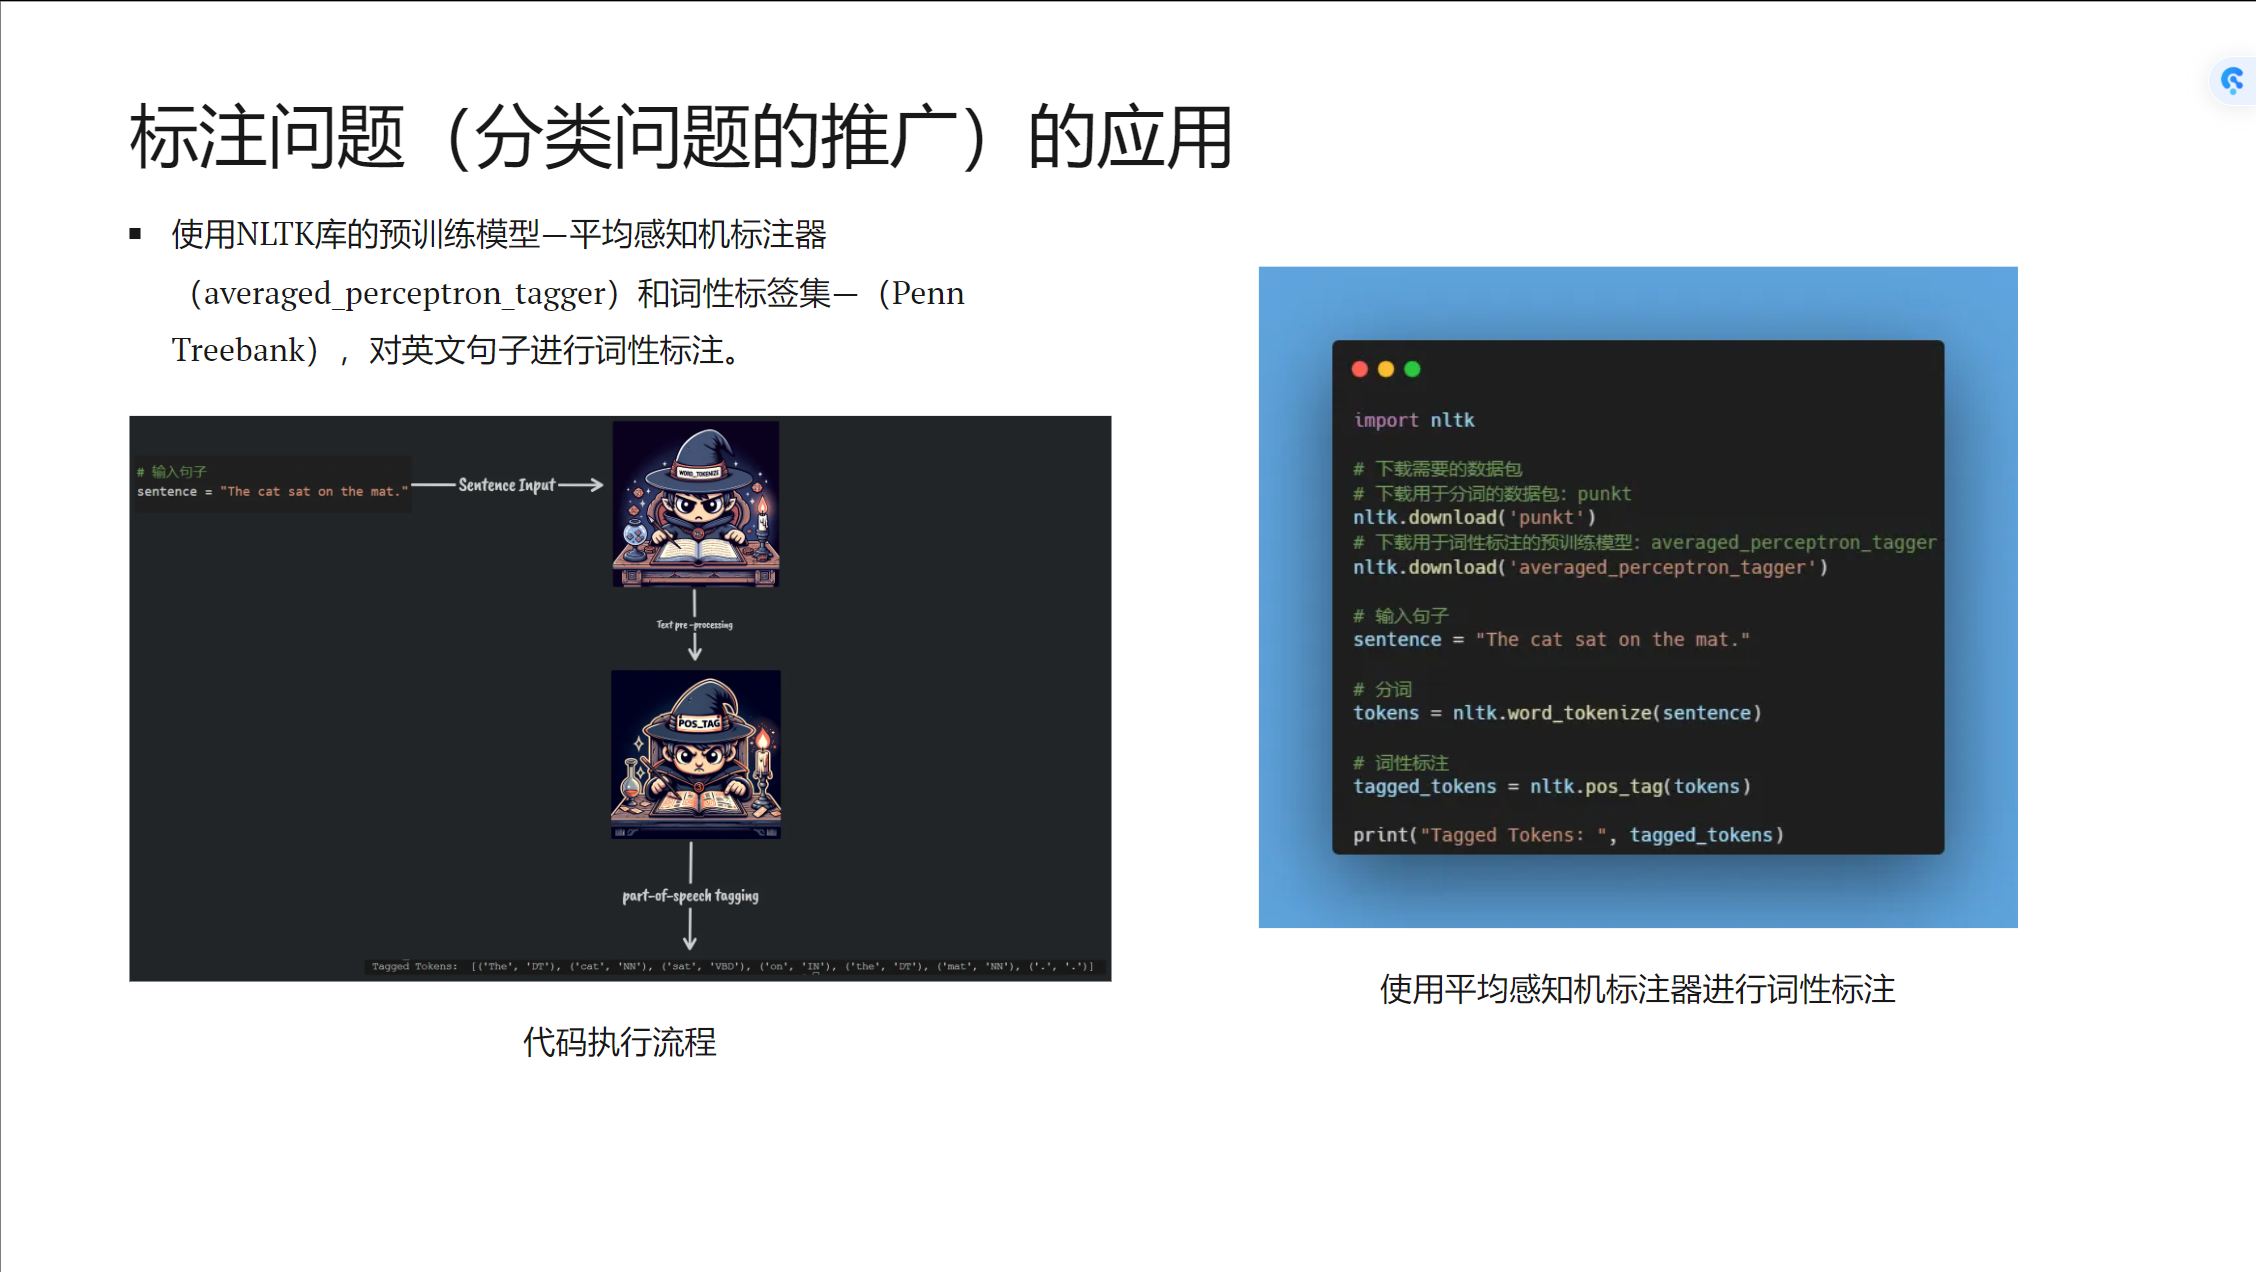 标注问题（分类问题的推广）的应用
使用NLTK库的预训练模型—平均感知机标注器
（averaged_perceptron_tagger）和词性标签集—（Penn
Treebank），对英文句子进行词性标注。
# 输入句子
sentence = "The cat sat on the mat."
Sentence Input
WORD_TOKENIZE
Text pre-processing
POS_TAG
part-of-speech tagging
Tagged Tokens:  [('The', 'DT'), ('cat', 'NN'), ('sat', 'VBD'), ('on', 'IN'), ('the', 'DT'), ('mat', 'NN'), ('.', '.')]
代码执行流程
import nltk
# 下载需要的数据包
# 下载用于分词的数据包：punkt
nltk.download('punkt')
# 下载用于词性标注的预训练模型：averaged_perceptron_tagger
nltk.download('averaged_perceptron_tagger')
# 输入句子
sentence = "The cat sat on the mat."
# 分词
tokens = nltk.word_tokenize(sentence)
# 词性标注
tagged_tokens = nltk.pos_tag(tokens)
print("Tagged Tokens: ", tagged_tokens)
使用平均感知机标注器进行词性标注